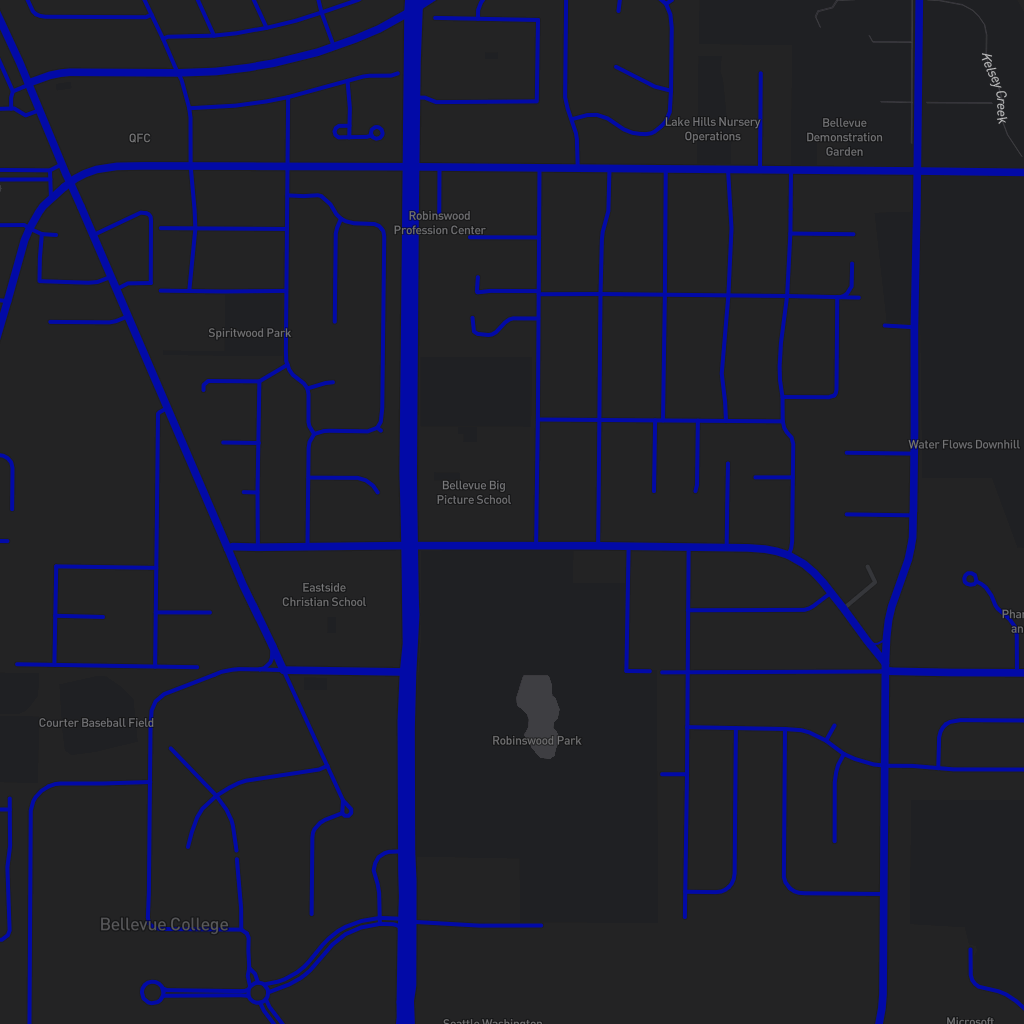 Kelsey Creek
Lake Hills Nursery
Operations
Bellevue
Demonstration
Garden
QFC
Robinswood
Profession Center
Spiritwood Park
Water Flows Downhill
Bellevue Big
Picture School
Eastside
Christian School
Courter Baseball Field
Robinswood Park
Bellevue College
Seattle Washington
Microsoft